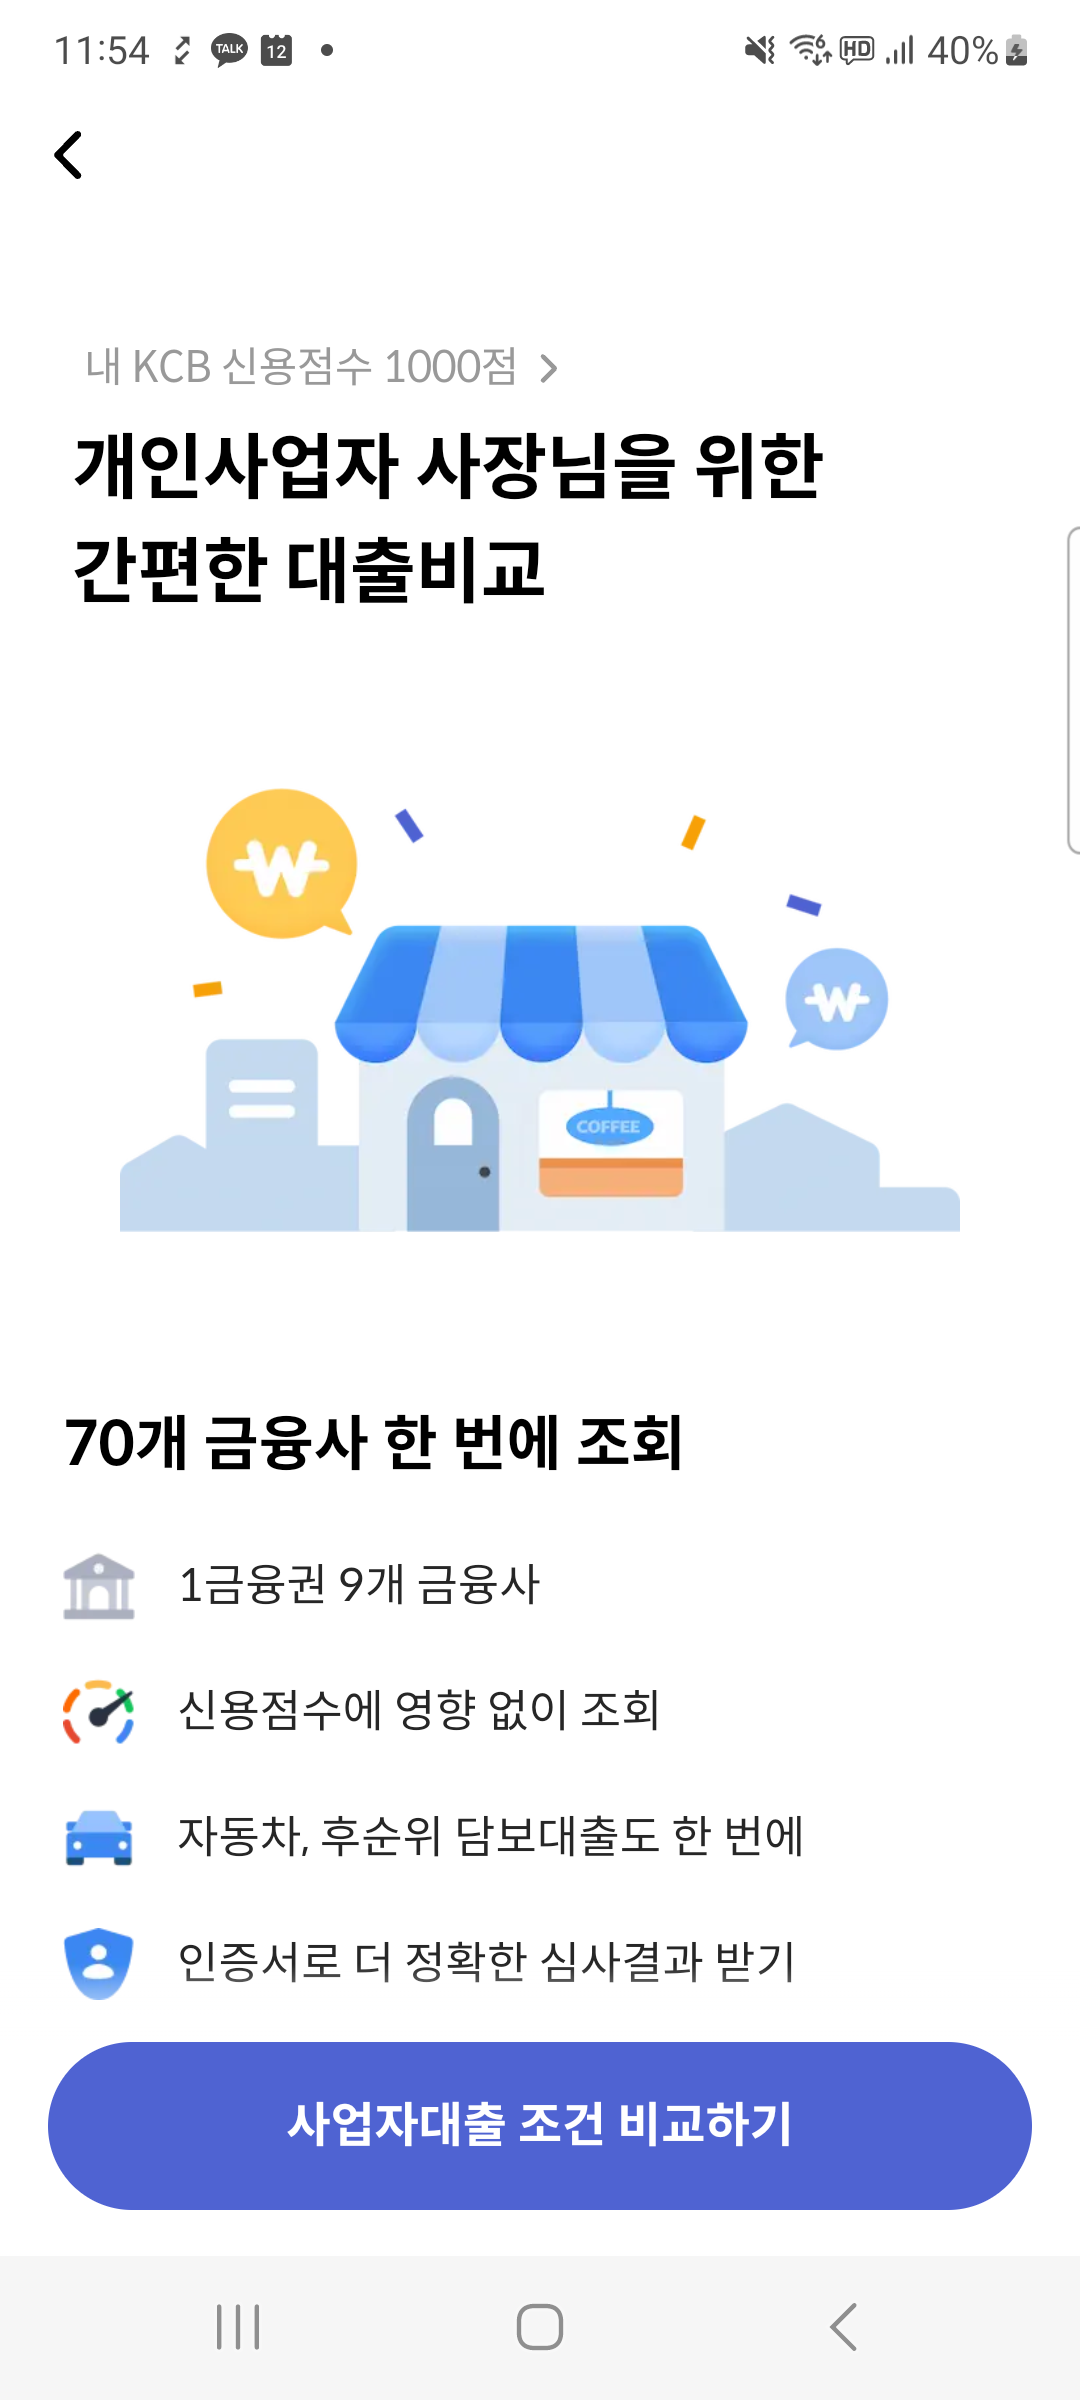 11:54
TALK
12
6
HD
40%
내 KCB 신용점수 1000점
개인사업자 사장님을 위한
간편한 대출비교
W
W
COFFEE
70개 금융사 한 번에 조회
1금융권 9개 금융사
신용점수에 영향 없이 조회
자동차, 후순위 담보대출도 한 번에
인증서로 더 정확한 심사결과 받기
사업자대출 조건 비교하기